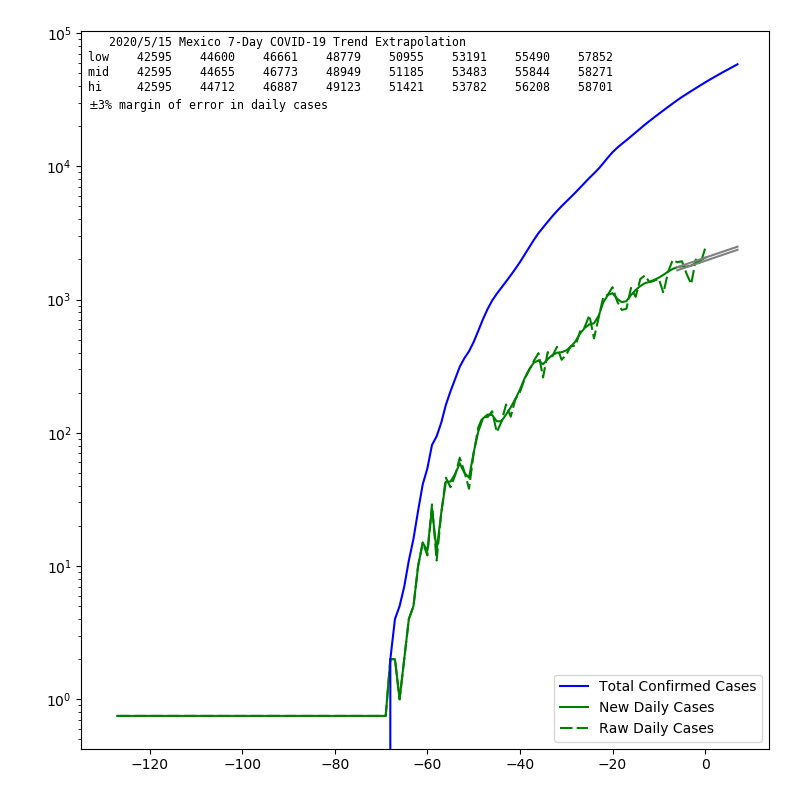 2020/5/15 Mexico 7-Day COVID-19 Trend Extrapolation
low 42595 44600 46661 48779 50955 53191 55490 57852
mid 42595 44655 46773 48949 51185 53483 55844 58271
hi 42595 44712 46887 49123 51421 53782 56208 58701
±3% margin of error in daily cases
10⁵
10⁴
10³
10²
10¹
10⁰
Total Confirmed Cases
New Daily Cases
Raw Daily Cases
−120 −100 −80 −60 −40 −20 0